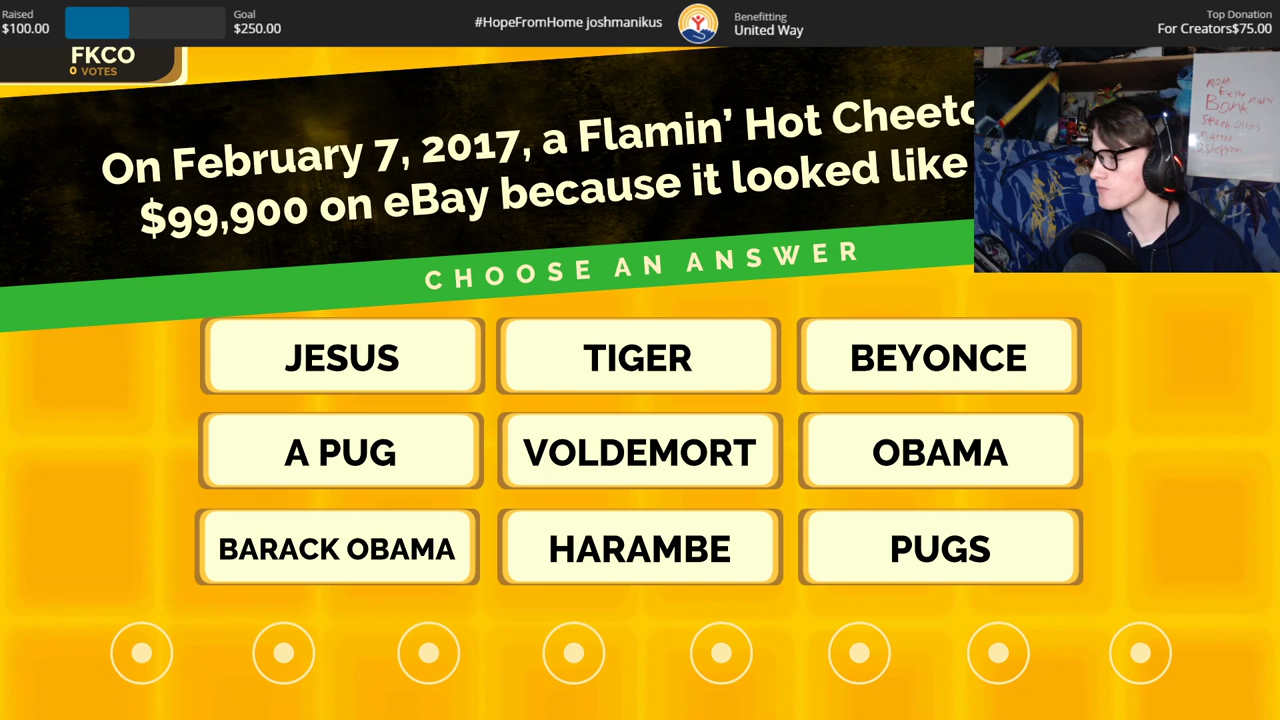 Raised
$100.00
Goal
$250.00
#HopeFromHome joshmanikus
Benefitting
United Way
Top Donation
For Creators$75.00
FKCO
0 VOTES
On February 7, 2017, a Flamin’ Hot Cheeto
$99,900 on eBay because it looked like
CHOOSE AN ANSWER
JESUS
TIGER
BEYONCE
A PUG
VOLDEMORT
OBAMA
BARACK OBAMA
HARAMBE
PUGS
Bork